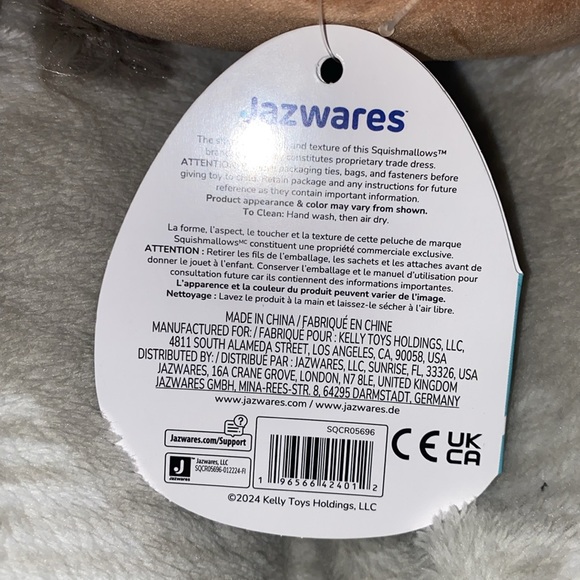 Jazwares™
The and texture of this Squishmallows™
constitutes proprietary trade dress.
ATTENTION packaging ties, bags, and fasteners before
giving toy to child. Retain package and any instructions for future
reference as they contain important information.
Product appearance & color may vary from shown.
To Clean: Hand wash, then air dry.
La forme, l'aspect, le toucher et la texture de cette peluche de marque
Squishmallowsᴹᶜ constituent une propriété commerciale exclusive.
ATTENTION : Retirer les fils de l'emballage, les sachets et les attaches avant de
donner le jouet à l'enfant. Conserver l'emballage et le manuel d'utilisation pour
consultation future car ils contiennent des informations importantes.
L'apparence et la couleur du produit peuvent varier de l'image.
Nettoyage : Lavez le produit à la main et laissez-le sécher à l'air libre.
MADE IN CHINA / FABRIQUÉ EN CHINE
MANUFACTURED FOR: / FABRIQUÉ POUR : KELLY TOYS HOLDINGS, LLC,
4811 SOUTH ALAMEDA STREET, LOS ANGELES, CA, 90058, USA
DISTRIBUTED BY: / DISTRIBUÉ PAR : JAZWARES, LLC, SUNRISE, FL, 33326, USA
JAZWARES, 16A CRANE GROVE, LONDON, N7 8LE, UNITED KINGDOM
JAZWARES GMBH, MINA-REES-STR. 8, 64295 DARMSTADT, GERMANY
www.jazwares.com / www.jazwares.de
?
Jazwares.com/Support
J
Jazwares
Jazwares, LLC
SQCR05696-012224-FI
SQCR05696
1 96566 42401 2
CE UK
CA
©2024 Kelly Toys Holdings, LLC